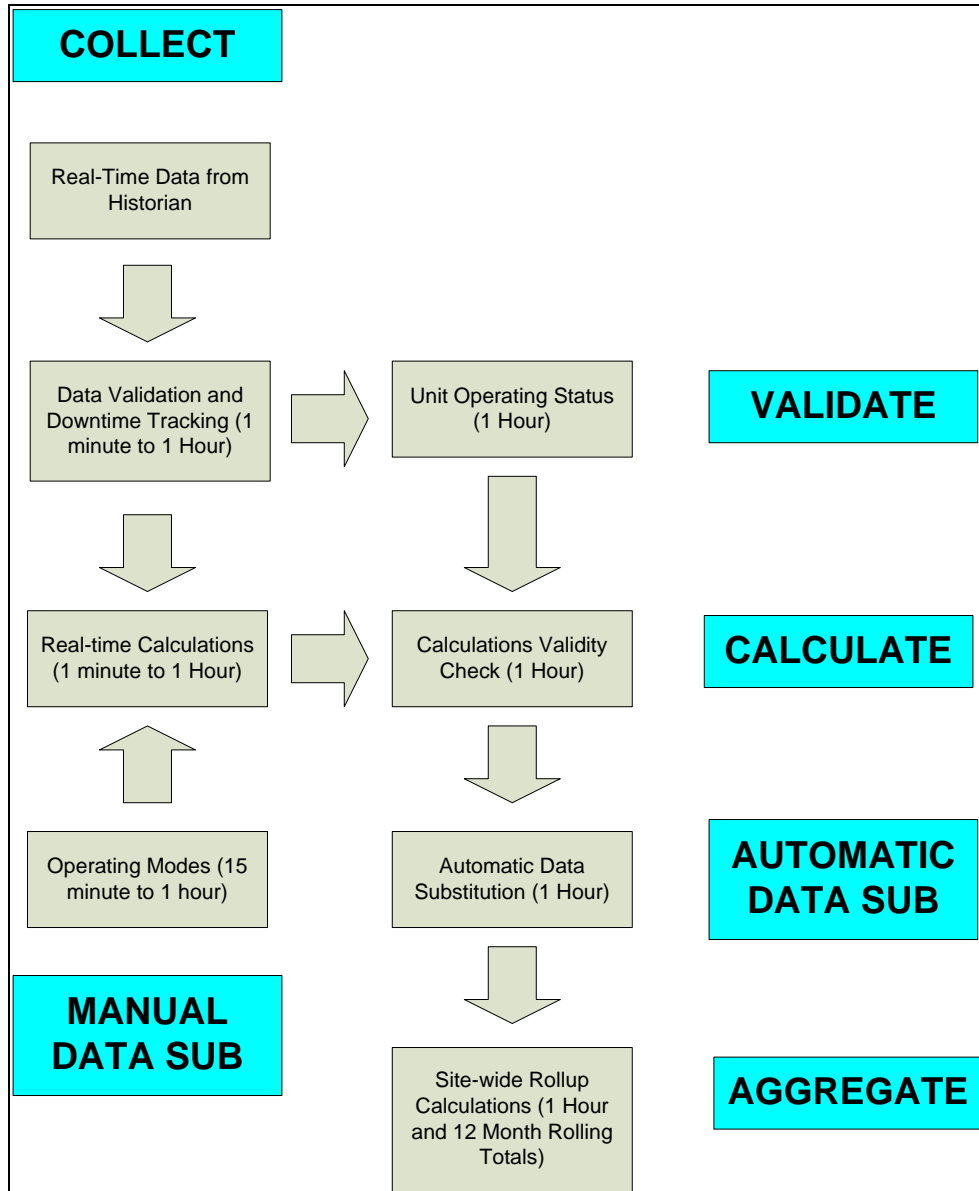 COLLECT
Real-Time Data from
Historian
Data Validation and
Downtime Tracking (1
minute to 1 Hour)
Unit Operating Status
(1 Hour)
VALIDATE
Real-time Calculations
(1 minute to 1 Hour)
Calculations Validity
Check (1 Hour)
CALCULATE
Operating Modes (15
minute to 1 hour)
Automatic Data
Substitution (1 Hour)
AUTOMATIC
DATA SUB
MANUAL
DATA SUB
Site-wide Rollup
Calculations (1 Hour
and 12 Month Rolling
Totals)
AGGREGATE